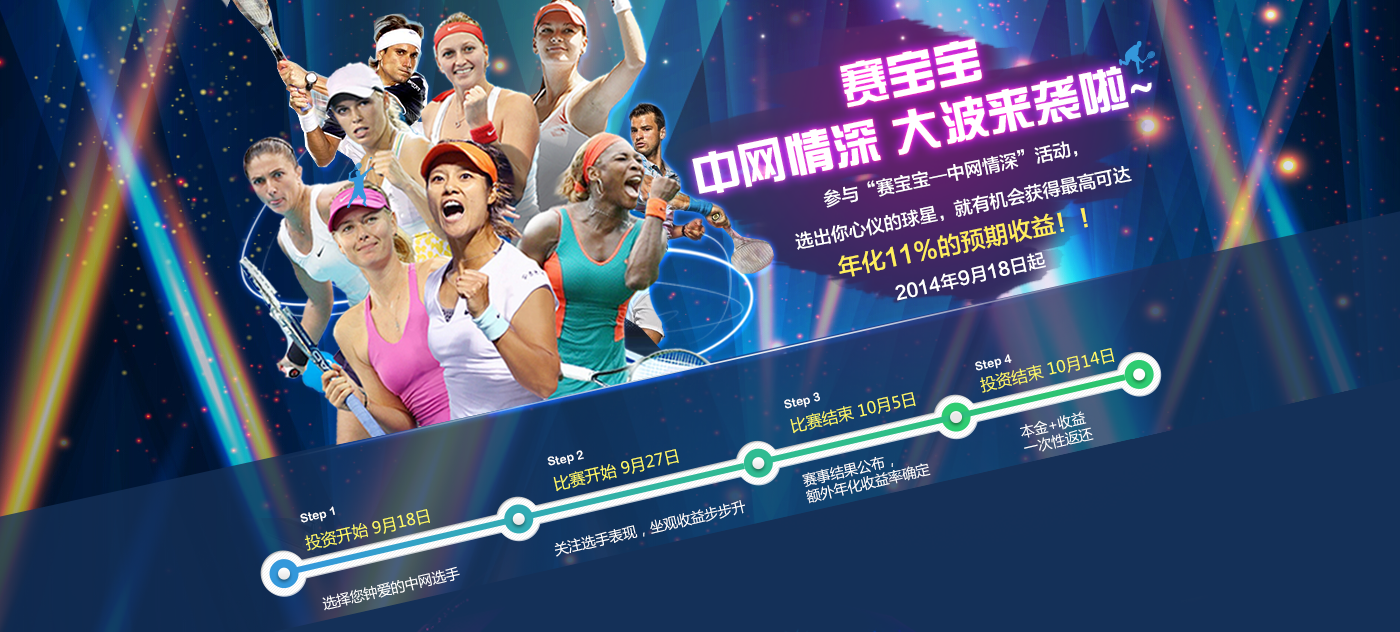 赛宝宝
中网情深 大波来袭啦~
参与“赛宝宝—中网情深”活动，
选出你心仪的球星，就有机会获得最高可达
年化11%的预期收益！！
2014年9月18日起
Step 1
投资开始 9月18日
选择您钟爱的中网选手
Step 2
比赛开始 9月27日
关注选手表现，坐观收益步步升
Step 3
比赛结束 10月5日
赛事结果公布，
额外年化收益率确定
Step 4
投资结束 10月14日
本金+收益
一次性返还